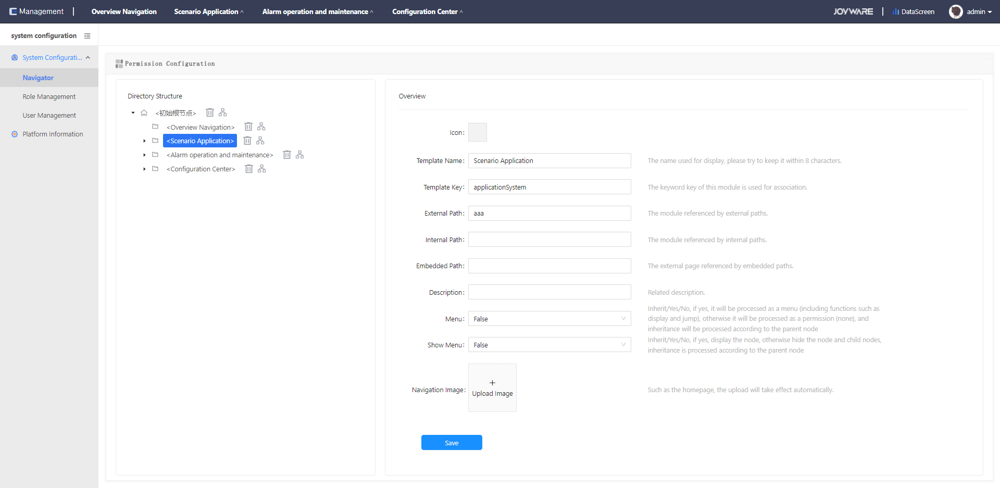 Management
Overview Navigation
Scenario Application
Alarm operation and maintenance
Configuration Center
JOYWARE
DataScreen
admin
system configuration
System Configurati...
Navigator
Role Management
User Management
Platform Information
Permission Configuration
Directory Structure
<初始根节点>
<Overview Navigation>
<Scenario Application>
<Alarm operation and maintenance>
<Configuration Center>
Overview
Icon:
Template Name: Scenario Application The name used for display, please try to keep it within 8 characters.
Template Key: applicationSystem The keyword key of this module is used for association.
External Path: aaa The module referenced by external paths.
Internal Path: The module referenced by internal paths.
Embedded Path: The external page referenced by embedded paths.
Description: Related description.
Menu: False
Inherit/Yes/No, if yes, it will be processed as a menu (including functions such as
display and jump), otherwise it will be processed as a permission (none), and
inheritance will be processed according to the parent node
Show Menu: False
Inherit/Yes/No, if yes, display the node, otherwise hide the node and child nodes,
inheritance is processed according to the parent node
Navigation Image:
+
Upload Image
Such as the homepage, the upload will take effect automatically.
Save